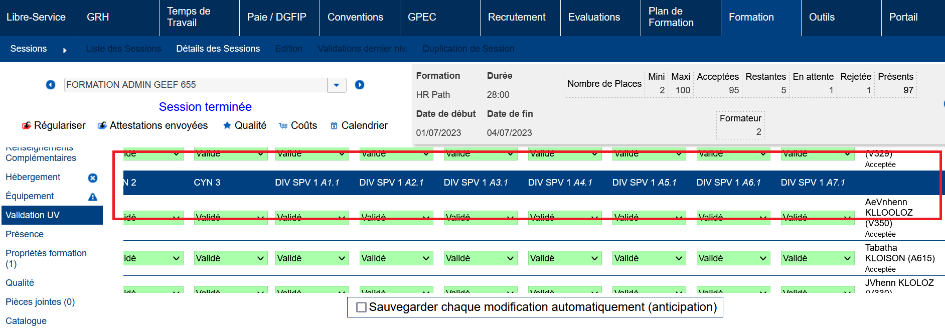 Libre-Service GRH Temps de Travail Paie / DGFIP Conventions GPEC Recrutement Evaluations Plan de Formation Formation Outils Portail
Sessions Liste des Sessions Détails des Sessions Edition Validations dernier niv. Duplication de Session
FORMATION ADMIN GEEF 655
Session terminée
Régulariser Attestations envoyées Qualité Coûts Calendrier
Formation Durée
HR Path 28:00
Date de début Date de fin
01/07/2023 04/07/2023
Nombre de Places Mini Maxi Acceptées Restantes En attente Rejetée Présents
2 100 95 5 1 1 97
Formateur
2
Renseignements
Complémentaires
Hébergement
Équipement
Validation UV
Présence
Propriétés formation
(1)
Qualité
Pièces jointes (0)
Catalogue
idé Validé Validé Validé Validé Validé Validé Validé Validé (V329)
Acceptée
N 2 CYN 3 DIV SPV 1 A1.1 DIV SPV 1 A2.1 DIV SPV 1 A3.1 DIV SPV 1 A4.1 DIV SPV 1 A5.1 DIV SPV 1 A6.1 DIV SPV 1 A7.1
idé Validé Validé Validé Validé Validé Validé Validé Validé
AeVnhenn
KLLOOLOZ
(V350)
Acceptée
idé Validé Validé Validé Validé Validé Validé Validé Validé
Tabatha
KLOISON (A615)
Acceptée
idé Validé Validé Validé Validé Validé Validé Validé Validé
JVhenn KLOLOZ
Sauvegarder chaque modification automatiquement (anticipation)